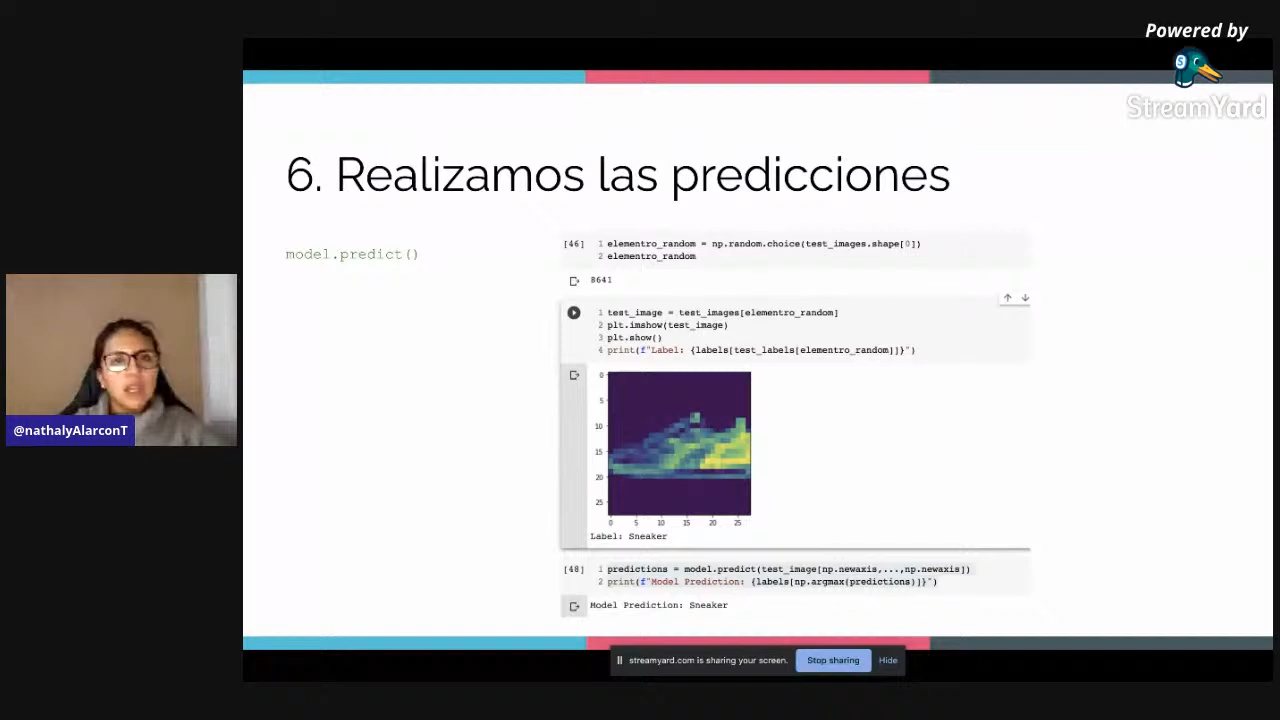 Powered by
StreamYard
6. Realizamos las predicciones
model.predict()
[46] 1 elementro_random = np.random.choice(test_images.shape[0])
2 elementro_random
8641
1 test_image = test_images[elementro_random]
2 plt.imshow(test_image)
3 plt.show()
4 print(f"Label: {labels[test_labels[elementro_random]]}")
0
5
10
15
20
25
0 5 10 15 20 25
Label: Sneaker
[48] 1 predictions = model.predict(test_image[np.newaxis,...,np.newaxis])
2 print(f"Model Prediction: {labels[np.argmax(predictions)]}")
Model Prediction: Sneaker
@nathalyAlarconT
streamyard.com is sharing your screen. Stop sharing Hide